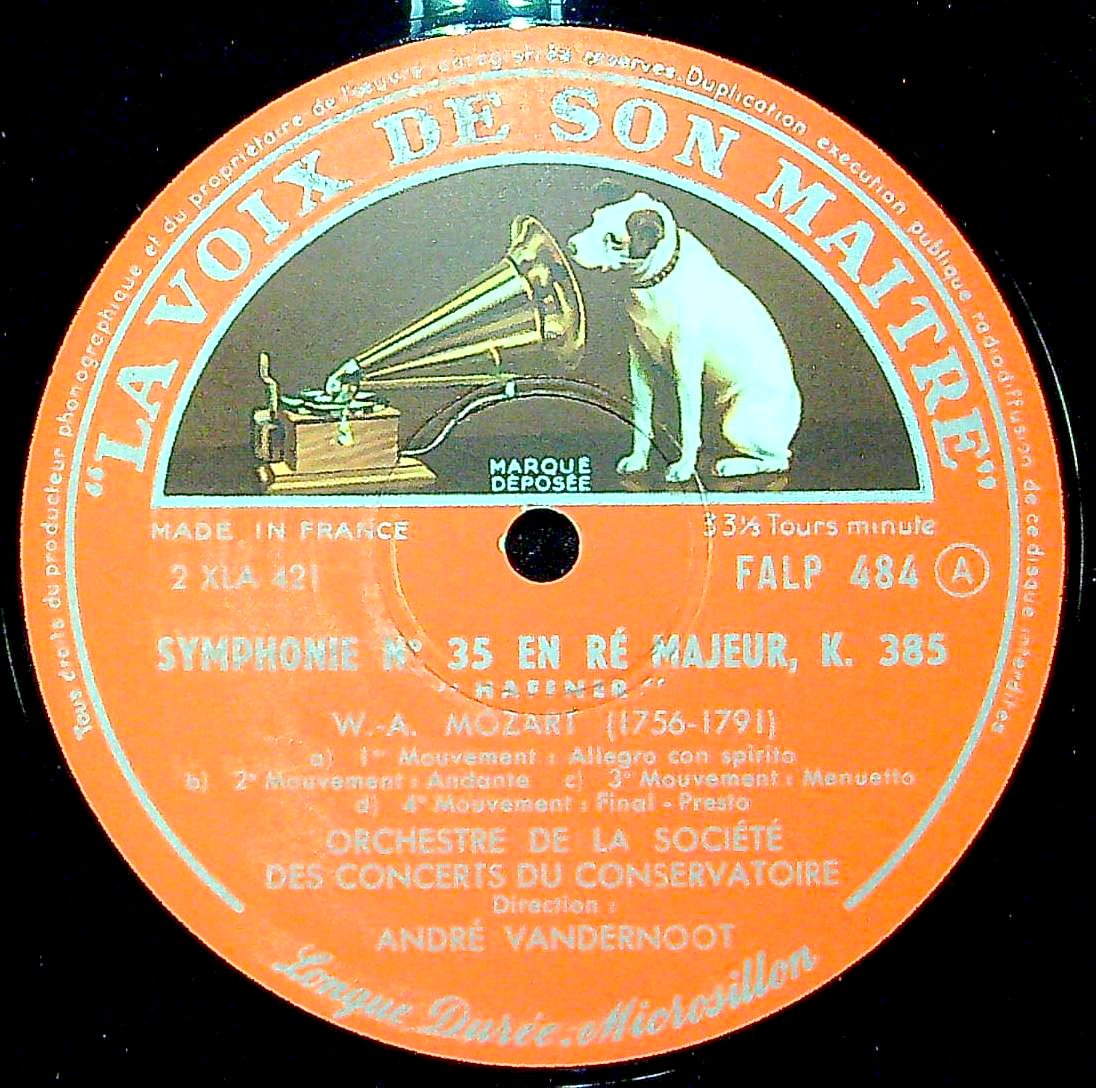 Tous droits du producteur phonographique et du propriétaire de l'œuvre enregistrés réservés. Duplication exécution publique radiodiffusion de ce disque interdites
“LA VOIX DE SON MAITRE”
MARQUE
DÉPOSÉE
MADE IN FRANCE
33⅓ Tours minute
2 XLA 421
FALP 484 A
SYMPHONIE N° 35 EN RÉ MAJEUR, K. 385
“HAFFNER”
W.-A. MOZART (1756-1791)
a) 1er Mouvement : Allegro con spirito
b) 2e Mouvement : Andante c) 3e Mouvement : Menuetto
d) 4e Mouvement : Final - Presto
ORCHESTRE DE LA SOCIÉTÉ
DES CONCERTS DU CONSERVATOIRE
Direction :
ANDRÉ VANDERNOOT
Longue Durée. Microsillon